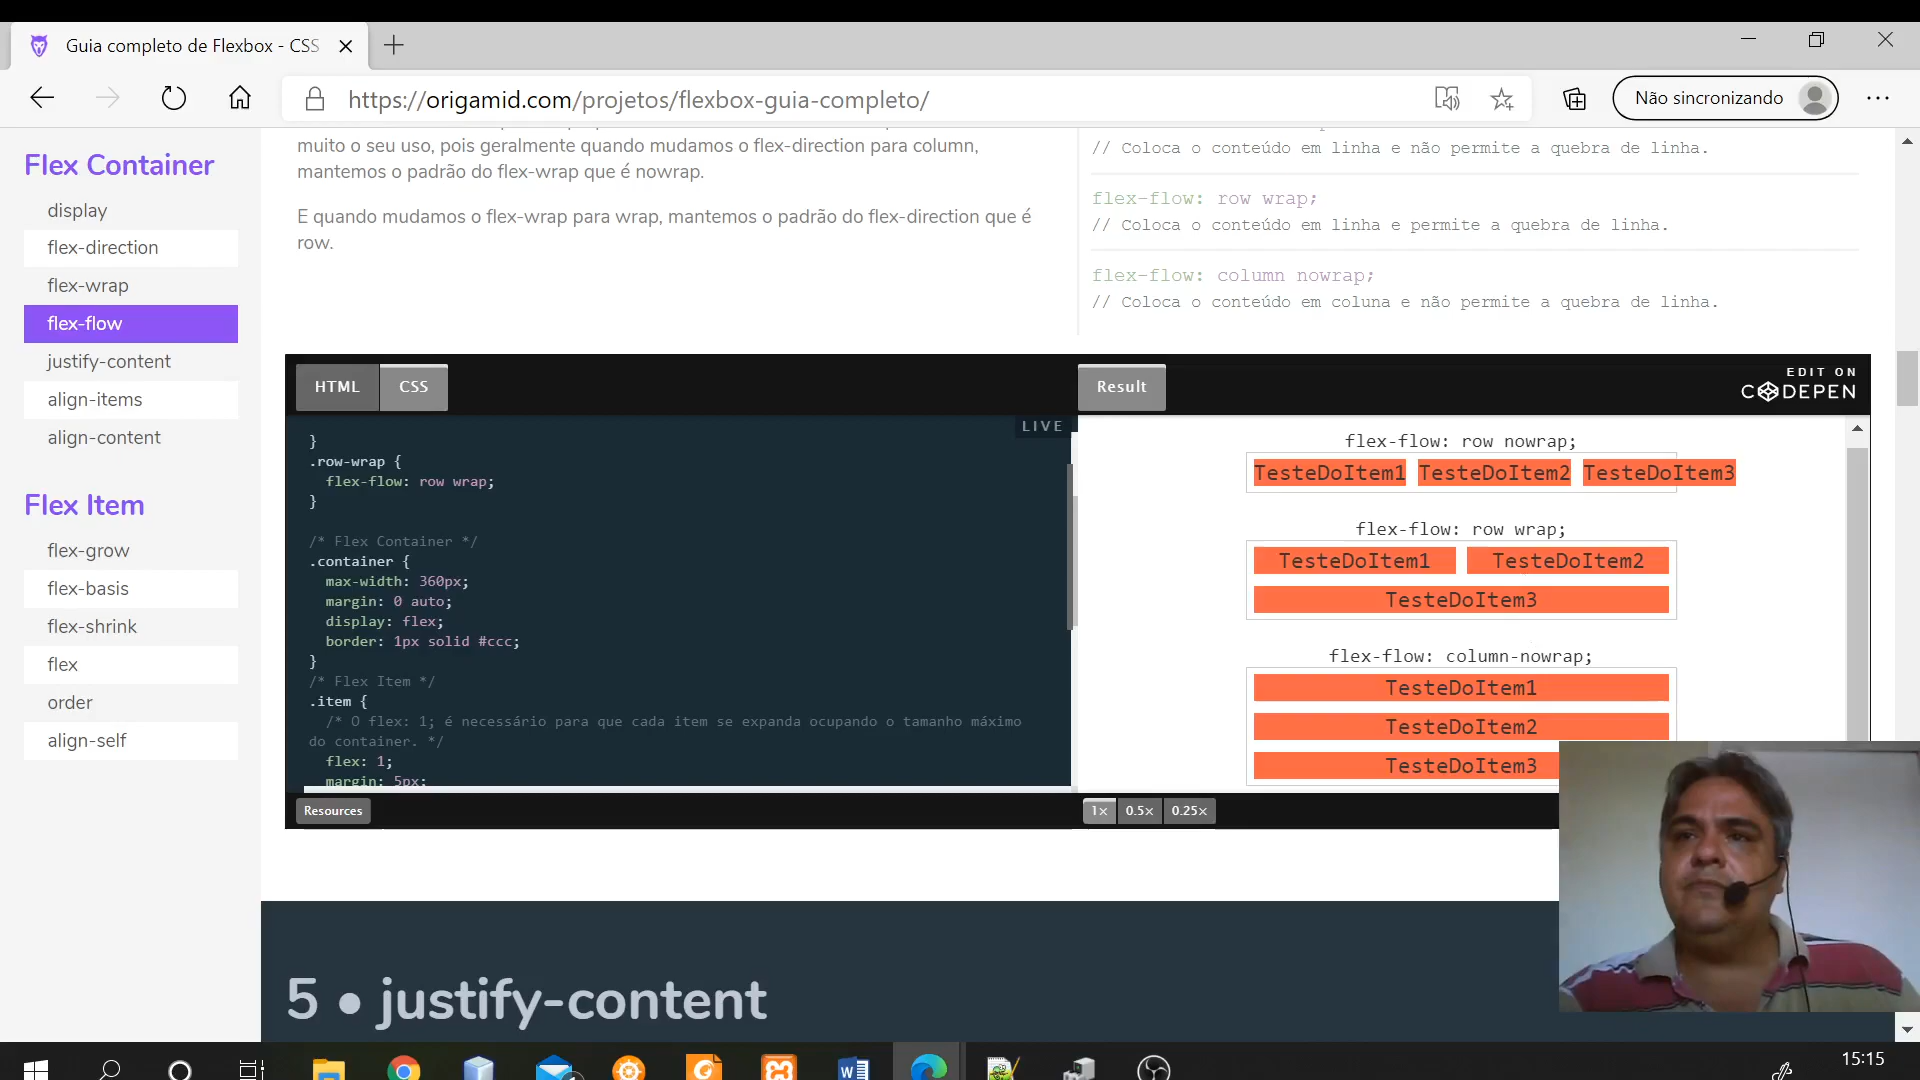 Guia completo de Flexbox - CSS
https://origamid.com/projetos/flexbox-guia-completo/
Não sincronizando
Flex Container
display
flex-direction
flex-wrap
flex-flow
justify-content
align-items
align-content
Flex Item
flex-grow
flex-basis
flex-shrink
flex
order
align-self
muito o seu uso, pois geralmente quando mudamos o flex-direction para column,
mantemos o padrão do flex-wrap que é nowrap.
E quando mudamos o flex-wrap para wrap, mantemos o padrão do flex-direction que é
row.
// Coloca o conteúdo em linha e não permite a quebra de linha.
flex-flow: row wrap;
// Coloca o conteúdo em linha e permite a quebra de linha.
flex-flow: column nowrap;
// Coloca o conteúdo em coluna e não permite a quebra de linha.
HTML
CSS
Result
EDIT ON
CODEPEN
LIVE
}
.row-wrap {
flex-flow: row wrap;
}
/* Flex Container */
.container {
max-width: 360px;
margin: 0 auto;
display: flex;
border: 1px solid #ccc;
}
/* Flex Item */
.item {
/* O flex: 1; é necessário para que cada item se expanda ocupando o tamanho máximo
do container. */
flex: 1;
margin: 5px;
flex-flow: row nowrap;
TesteDoItem1 TesteDoItem2 TesteDoItem3
flex-flow: row wrap;
TesteDoItem1 TesteDoItem2
TesteDoItem3
flex-flow: column-nowrap;
TesteDoItem1
TesteDoItem2
TesteDoItem3
Resources
1× 0.5× 0.25×
5 • justify-content
15:15